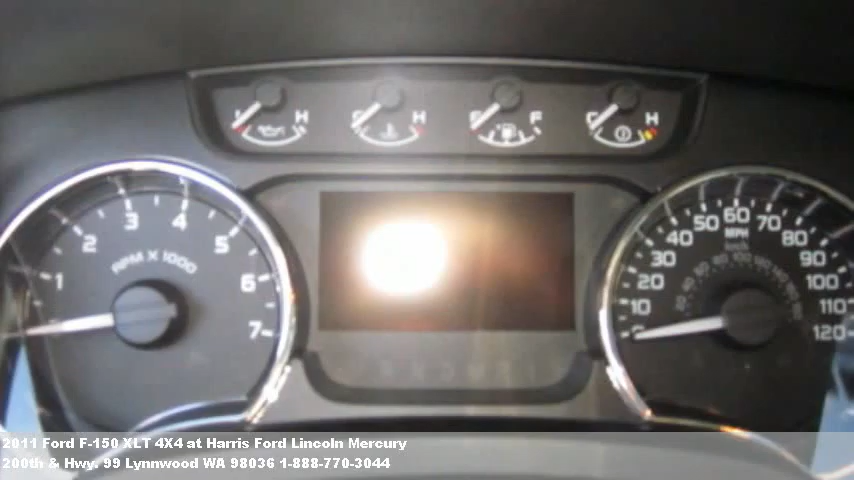 L H
C H
E F
C H
1 2 3 4 5 6 7
RPM X 1000
0 10 20 30 40 50 60 70 80 90 100 110 120
MPH
km/h
2011 Ford F-150 XLT 4X4 at Harris Ford Lincoln Mercury
200th & Hwy. 99 Lynnwood WA 98036 1-888-770-3044